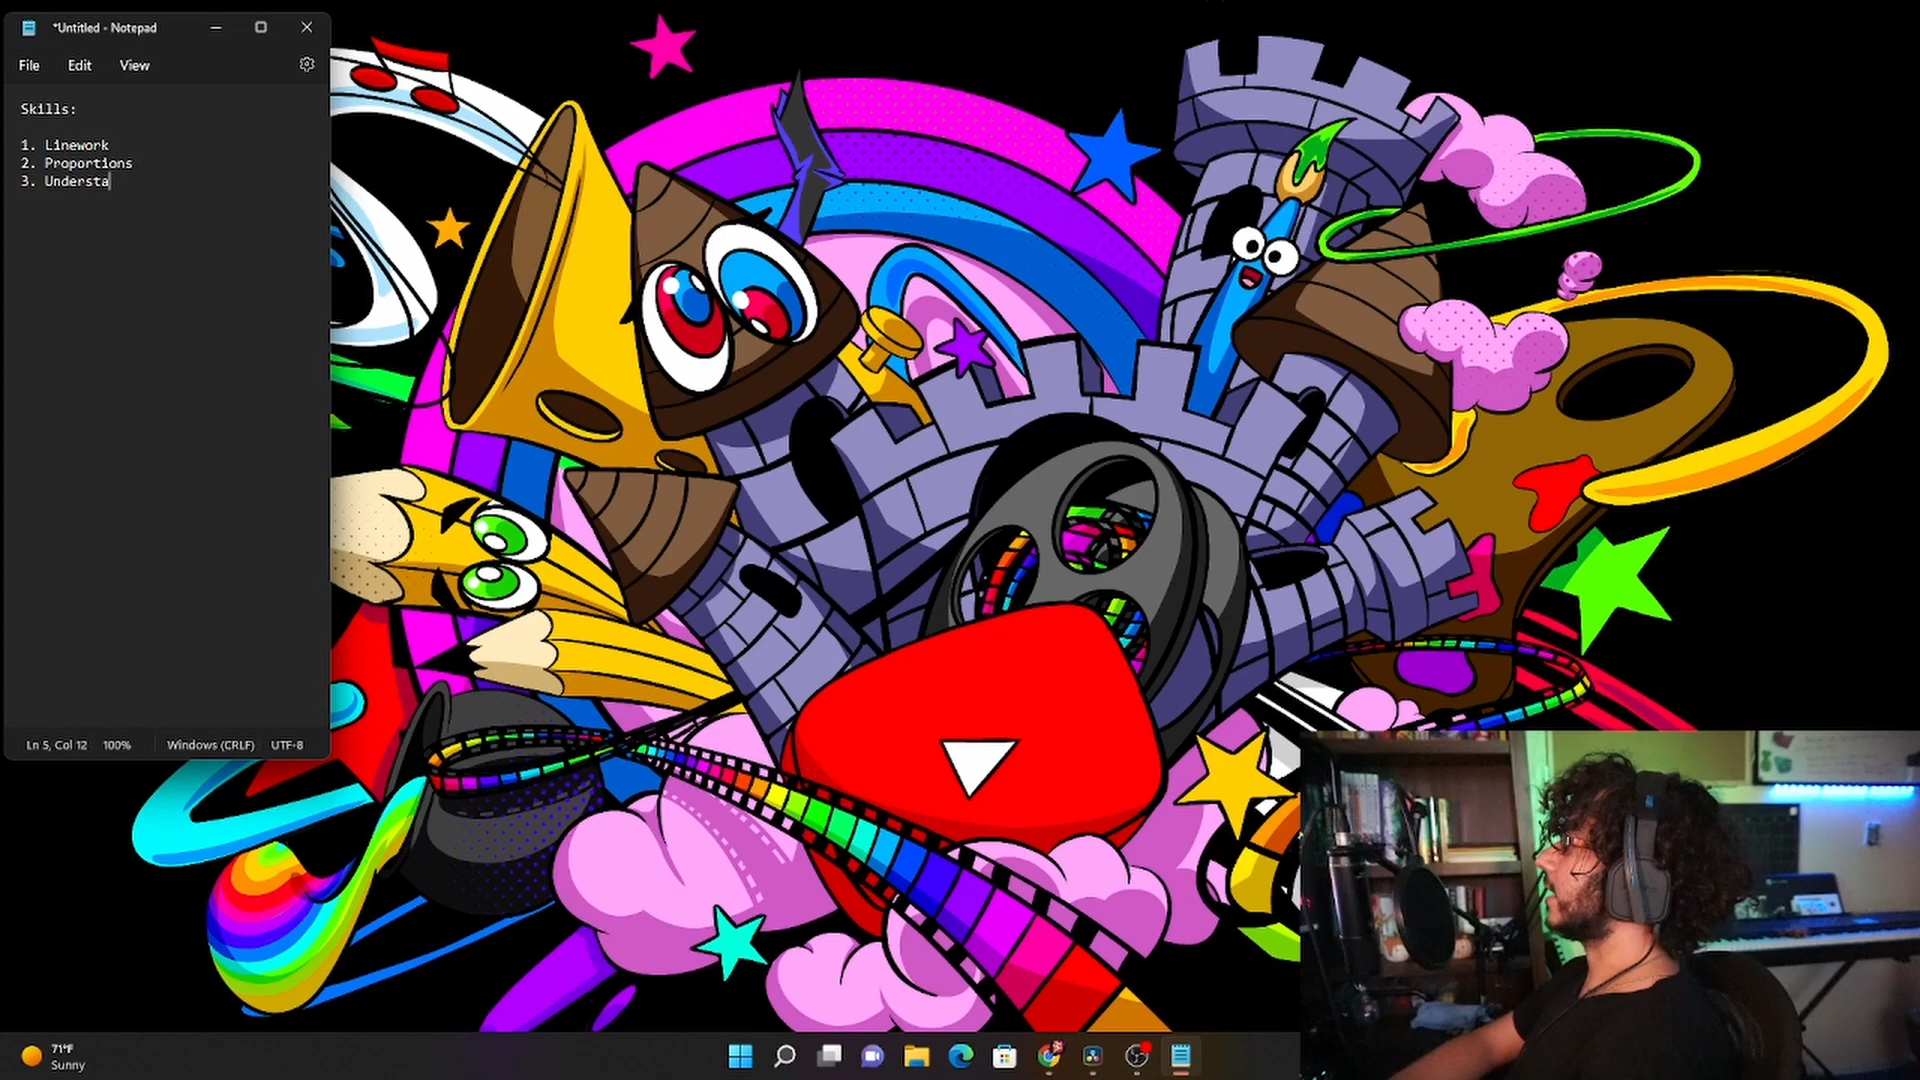 *Untitled - Notepad
File Edit View
Skills:
1. Linework
2. Proportions
3. Understa
Ln 5, Col 12 100% Windows (CRLF) UTF-8
71°F
Sunny